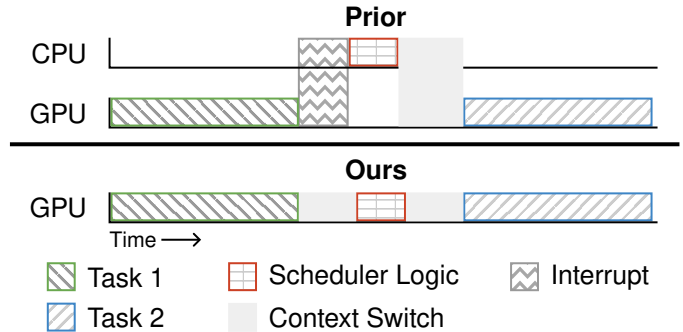 Prior
CPU
GPU
Ours
GPU
Time
Task 1
Scheduler Logic
Interrupt
Task 2
Context Switch